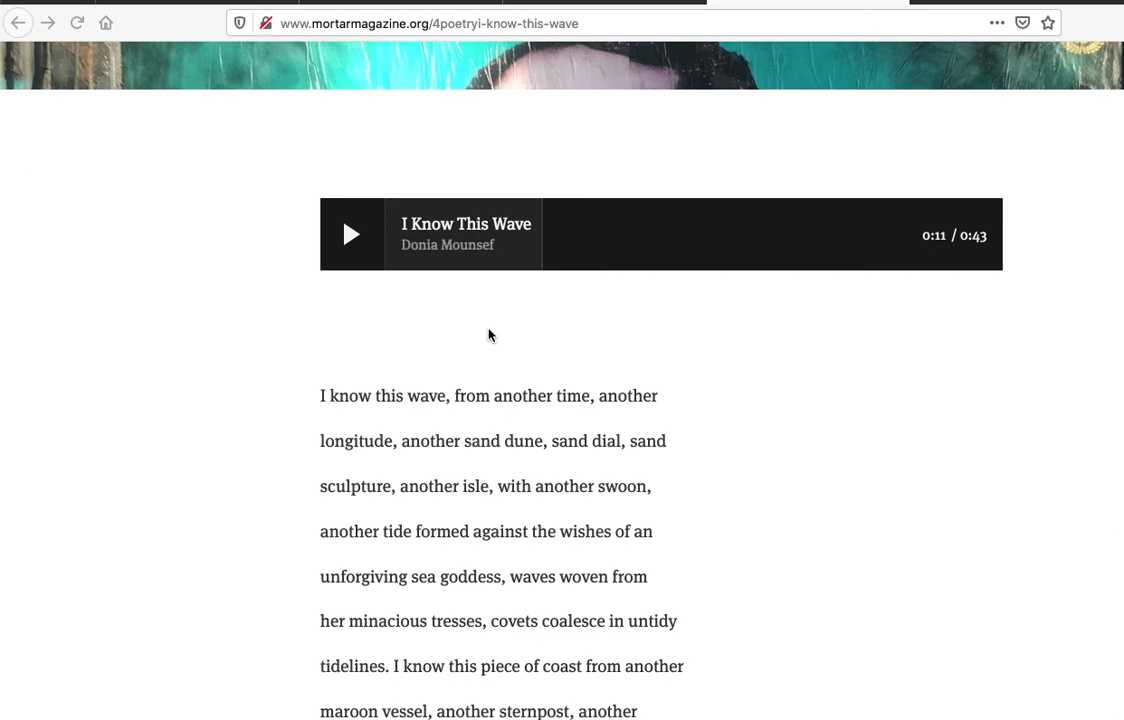 www.mortarmagazine.org/4poetryi-know-this-wave
I Know This Wave
Donia Mounsef
0:11 / 0:43
I know this wave, from another time, another
longitude, another sand dune, sand dial, sand
sculpture, another isle, with another swoon,
another tide formed against the wishes of an
unforgiving sea goddess, waves woven from
her minacious tresses, covets coalesce in untidy
tidelines. I know this piece of coast from another
maroon vessel, another sternpost, another